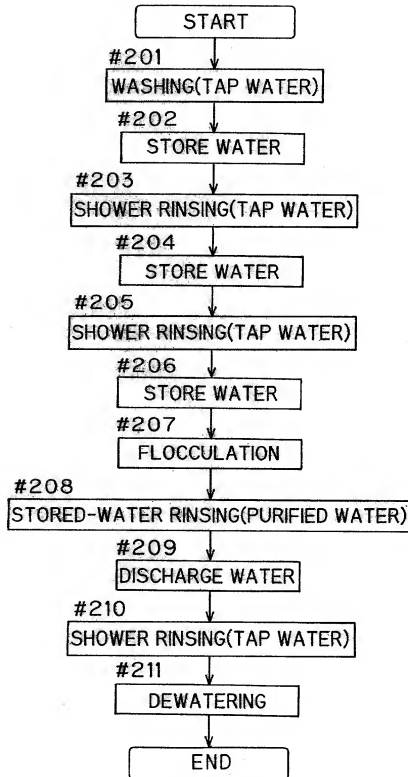 START
#201
WASHING(TAP WATER)
#202
STORE WATER
#203
SHOWER RINSING(TAP WATER)
#204
STORE WATER
#205
SHOWER RINSING(TAP WATER)
#206
STORE WATER
#207
FLOCCULATION
#208
STORED-WATER RINSING(PURIFIED WATER)
#209
DISCHARGE WATER
#210
SHOWER RINSING(TAP WATER)
#211
DEWATERING
END